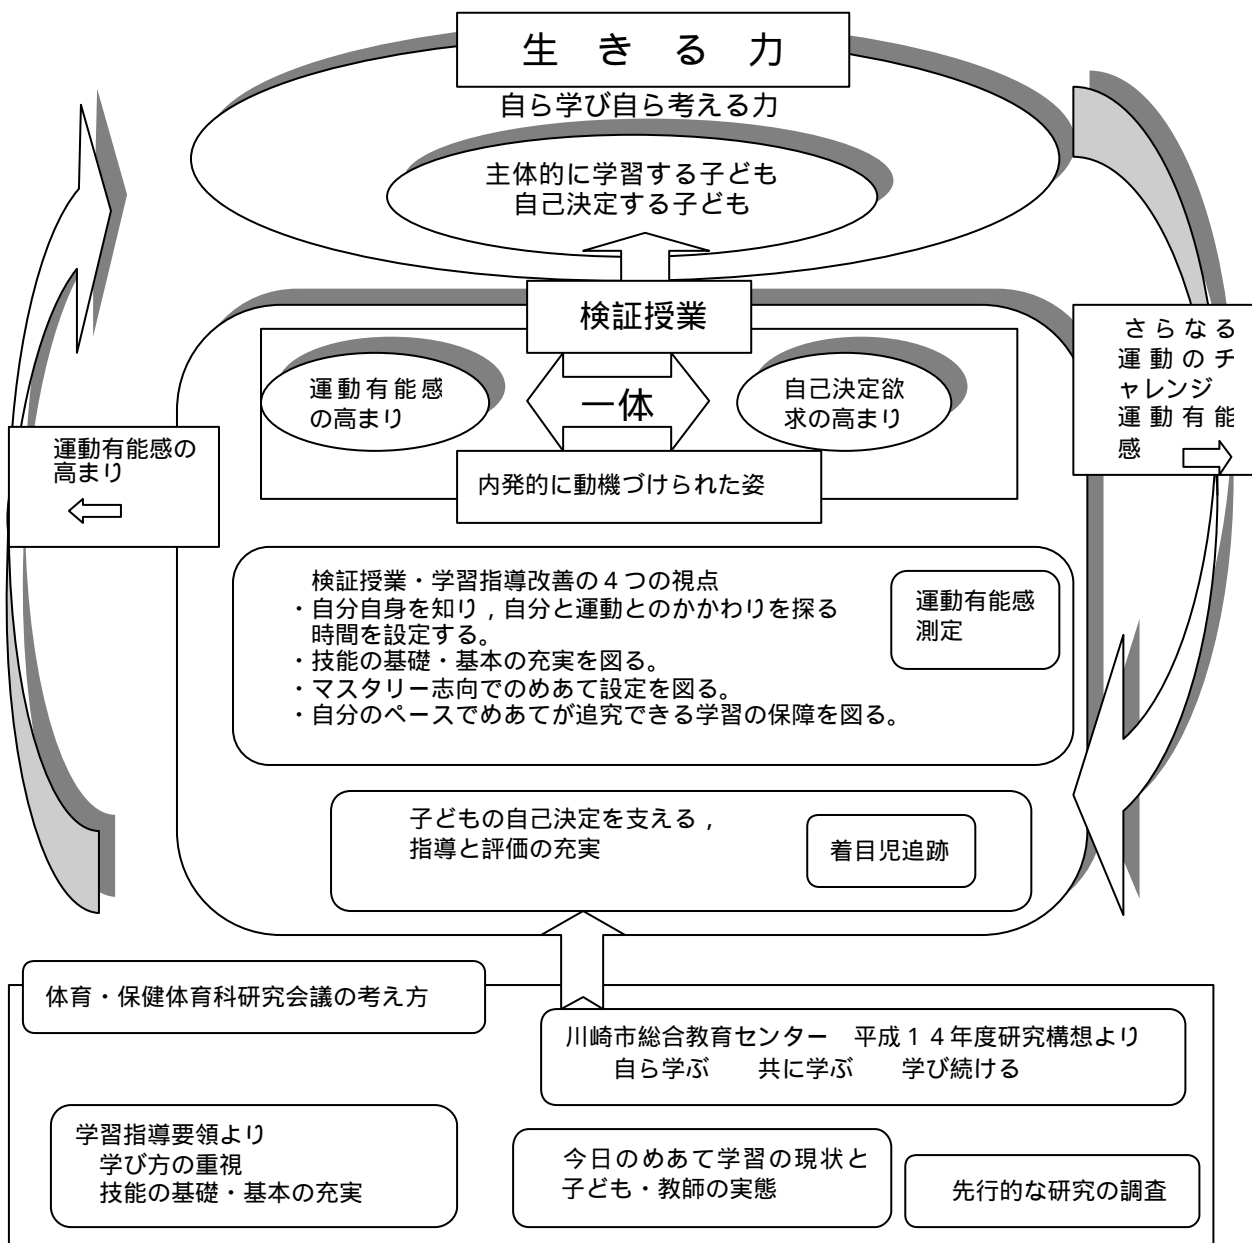 生きる力
自ら学び自ら考える力
主体的に学習する子ども
自己決定する子ども
検証授業
運動有能感
の高まり
一体
自己決定欲
求の高まり
内発的に動機づけられた姿
運動有能感の
高まり
さらなる
運動のチ
ャレンジ
運動有能
感
検証授業・学習指導改善の4つの視点
・自分自身を知り,自分と運動とのかかわりを探る
時間を設定する。
・技能の基礎・基本の充実を図る。
・マスタリー志向でのめあて設定を図る。
・自分のペースでめあてが追究できる学習の保障を図る。
運動有能感
測定
子どもの自己決定を支える,
指導と評価の充実
着目児追跡
体育・保健体育科研究会議の考え方
川崎市総合教育センター 平成14年度研究構想より
自ら学ぶ 共に学ぶ 学び続ける
学習指導要領より
学び方の重視
技能の基礎・基本の充実
今日のめあて学習の現状と
子ども・教師の実態
先行的な研究の調査